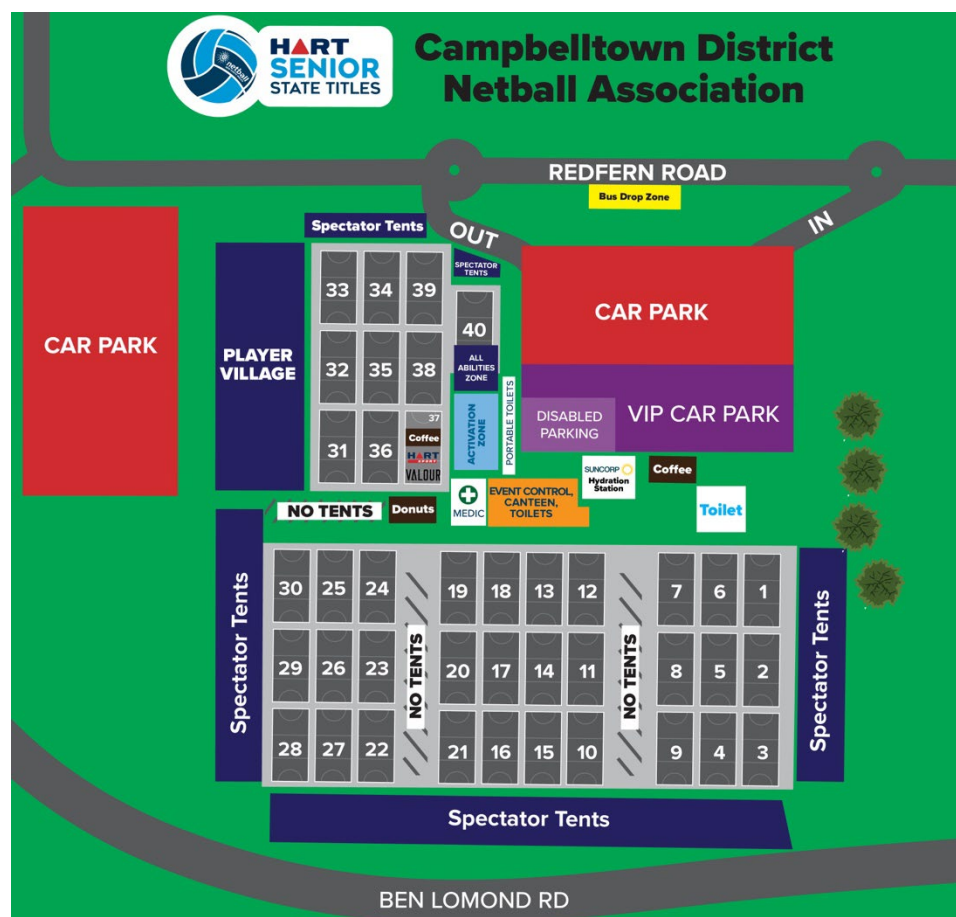 netball
HART
SENIOR
STATE TITLES
Campbelltown District
Netball Association
REDFERN ROAD
Bus Drop Zone
OUT
IN
Spectator Tents
SPECTATOR
TENTS
CAR PARK
PLAYER
VILLAGE
33 34 39
40
32 35 38
31 36 37
ALL
ABILITIES
ZONE
ACTIVATION
ZONE
PORTABLE TOILETS
Coffee
HART
SPORT
VALOUR
CAR PARK
DISABLED
PARKING
VIP CAR PARK
SUNCORP
Hydration
Station
Coffee
Toilet
NO TENTS
Donuts
MEDIC
EVENT CONTROL,
CANTEEN,
TOILETS
Spectator Tents
30 25 24 19 18 13 12 7 6 1
29 26 23 20 17 14 11 8 5 2
28 27 22 21 16 15 10 9 4 3
NO TENTS
NO TENTS
Spectator Tents
Spectator Tents
BEN LOMOND RD